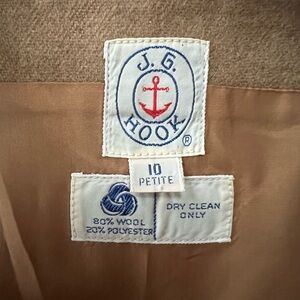 J. G.
HOOK
®
10
PETITE
80% WOOL
20% POLYESTER
DRY CLEAN
ONLY